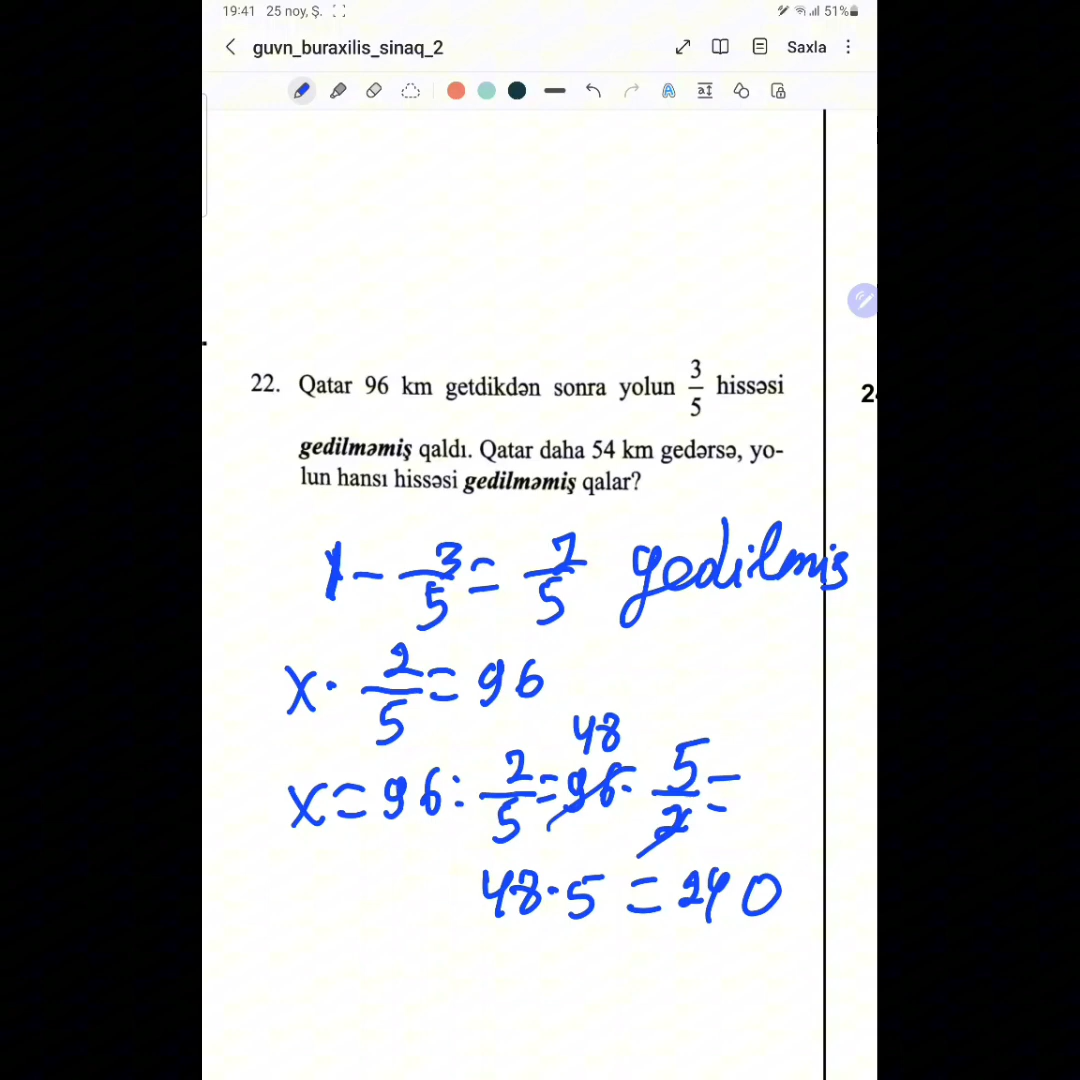 19:41 25 noy, Ş. 51%
guvn_buraxilis_sinaq_2 Saxla
22. Qatar 96 km getdikdən sonra yolun 3/5 hissəsi
gedilməmiş qaldı. Qatar daha 54 km gedərsə, yo-
lun hansı hissəsi gedilməmiş qalar?
1 - 3/5 = 2/5 gedilmiş
x · 2/5 = 96
48
x = 96 : 2/5 = 96 · 5/2 =
48 · 5 = 240